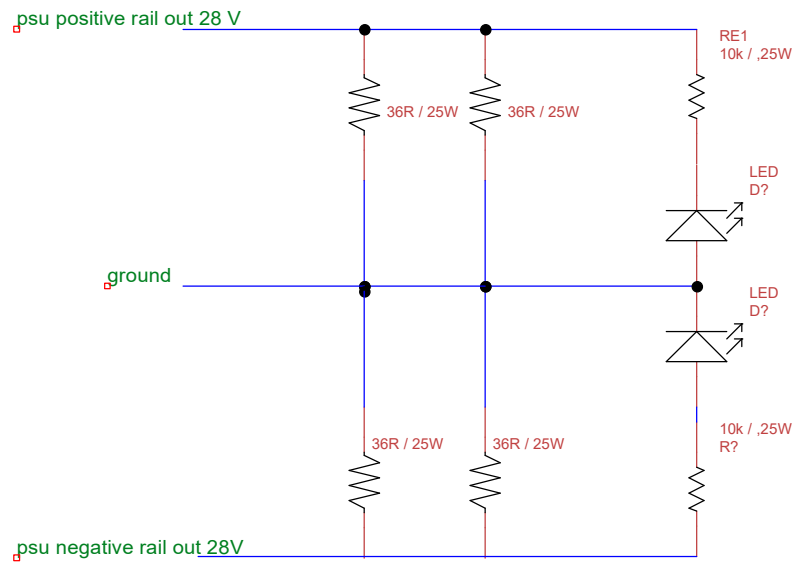 psu positive rail out 28 V
RE1
10k / ,25W
36R / 25W
36R / 25W
LED
D?
ground
LED
D?
10k / ,25W
R?
36R / 25W
36R / 25W
psu negative rail out 28V